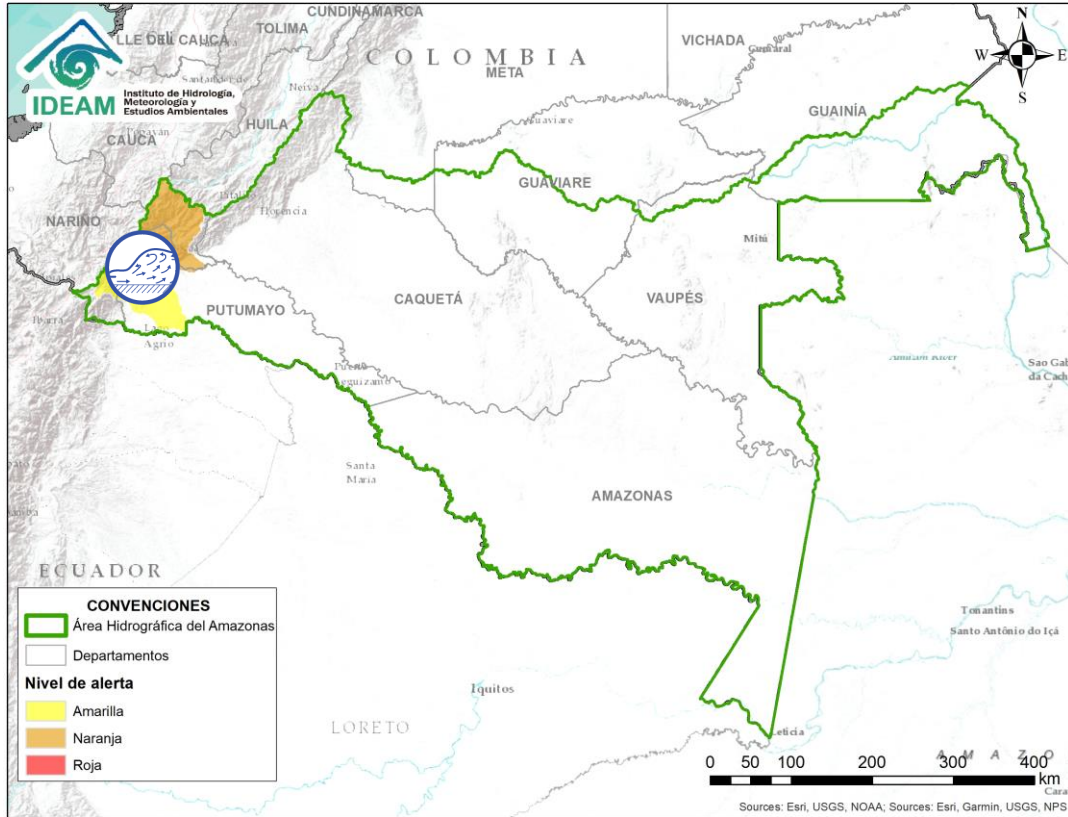 CUNDINAMARCA
TOLIMA
LLE DEL CAUCA
VICHADA
COLOMBIA
META
N
W
E
S
IDEAM
Instituto de Hidrología,
Meteorología y
Estudios Ambientales
Neiva
HUILA
CAUCA
GUAINÍA
GUAVIARE
Florencia
NARIÑO
Mitú
PUTUMAYO
CAQUETÁ
VAUPÉS
Ibarra
Lago
Agrio
Santa
Maria
AMAZONAS
ECUADOR
Tonantins
Santo Antônio do Içá
Iquitos
LORETO
Leticia
A M A Z O
CONVENCIONES
Área Hidrográfica del Amazonas
Departamentos
Nivel de alerta
Amarilla
Naranja
Roja
0 50 100 200 300 400
km
Sources: Esri, USGS, NOAA; Sources: Esri, Garmin, USGS, NPS